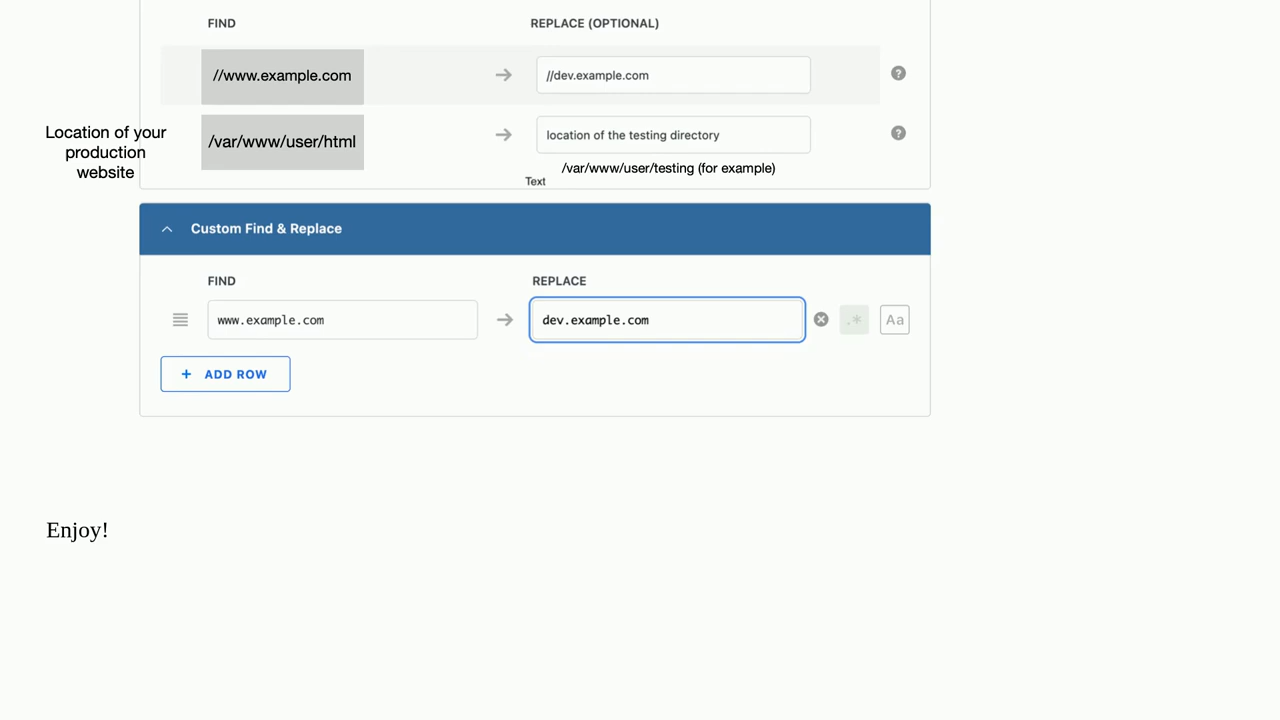 FIND REPLACE (OPTIONAL)
//www.example.com //dev.example.com ?
Location of your
production
website
/var/www/user/html location of the testing directory ?
/var/www/user/testing (for example)
Text
Custom Find & Replace
FIND REPLACE
www.example.com dev.example.com .* Aa
+ ADD ROW
Enjoy!